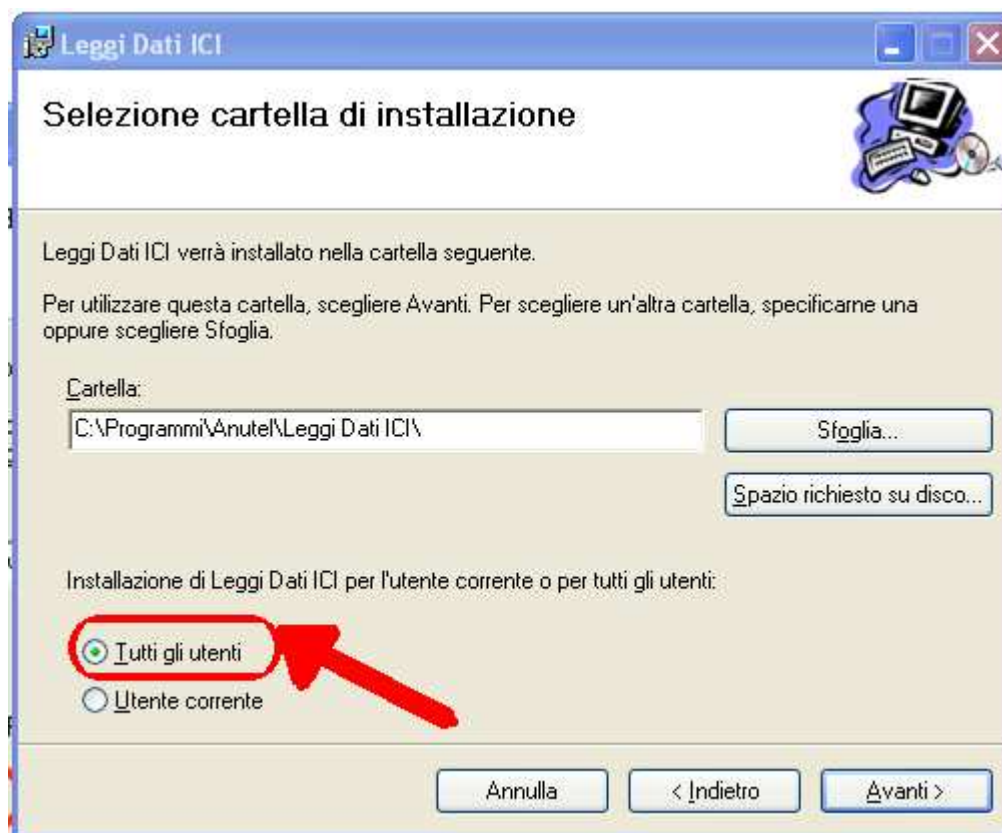 Leggi Dati ICI
Selezione cartella di installazione
Leggi Dati ICI verrà installato nella cartella seguente.
Per utilizzare questa cartella, scegliere Avanti. Per scegliere un'altra cartella, specificarne una
oppure scegliere Sfoglia.
Cartella:
C:\Programmi\Anutel\Leggi Dati ICI\
Sfoglia...
Spazio richiesto su disco...
Installazione di Leggi Dati ICI per l'utente corrente o per tutti gli utenti:
Tutti gli utenti
Utente corrente
Annulla
< Indietro
Avanti >